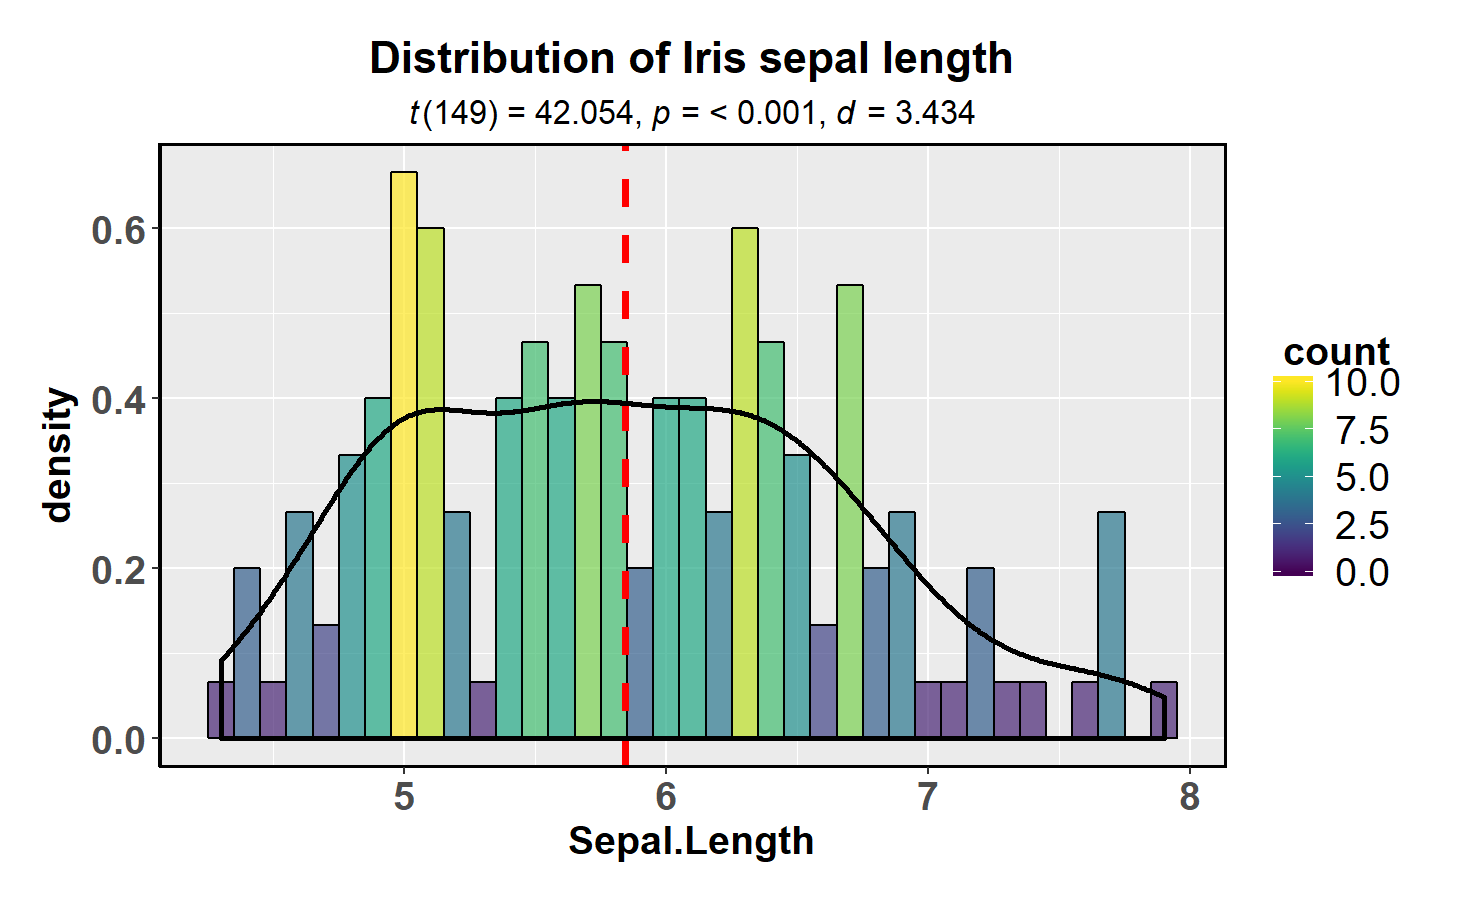 Distribution of Iris sepal length
t(149) = 42.054, p = < 0.001, d = 3.434
density
0.6
0.4
0.2
0.0
5 6 7 8
Sepal.Length
count
10.0
7.5
5.0
2.5
0.0